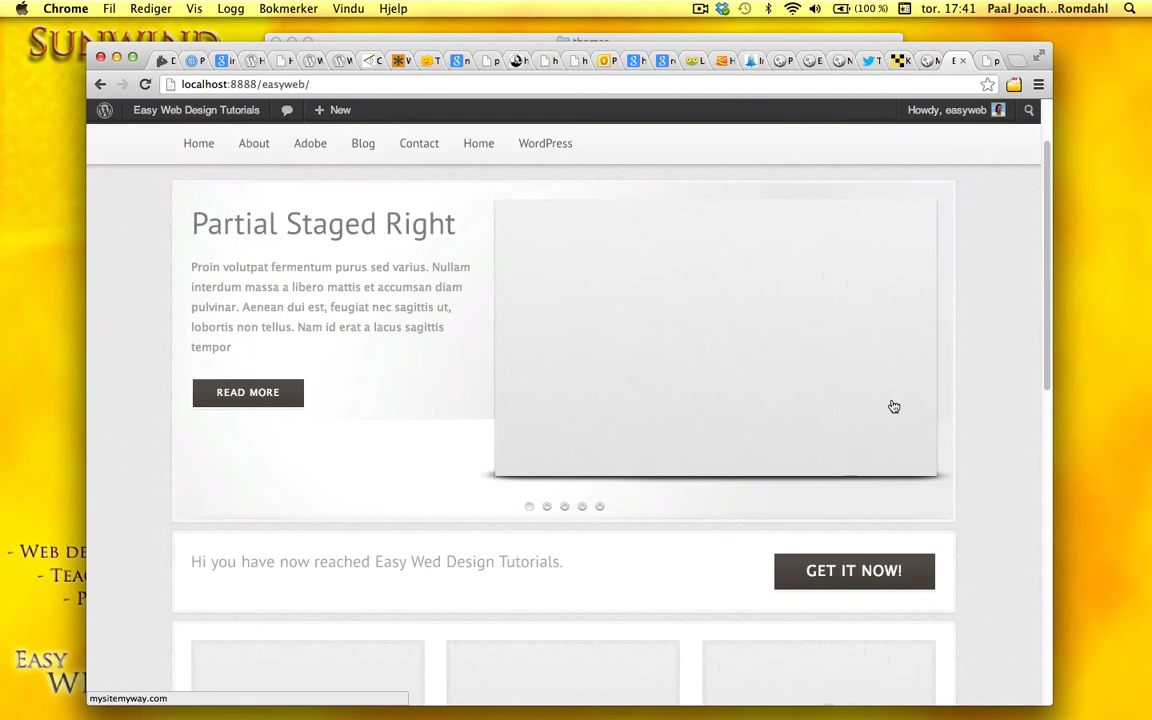 Chrome Fil Rediger Vis Logg Bokmerker Vindu Hjelp (100 %) tor. 17:41 Paal Joach...Romdahl
SUNWIND
themes
localhost:8888/easyweb/
Easy Web Design Tutorials + New Howdy, easyweb
Home About Adobe Blog Contact Home WordPress
Partial Staged Right
Proin volutpat fermentum purus sed varius. Nullam
interdum massa a libero mattis et accumsan diam
pulvinar. Aenean dui est, feugiat nec sagittis ut,
lobortis non tellus. Nam id erat a lacus sagittis
tempor
READ MORE
Hi you have now reached Easy Wed Design Tutorials.
GET IT NOW!
- WEB DE
- TEA
- P
EASY
WE
mysitemyway.com